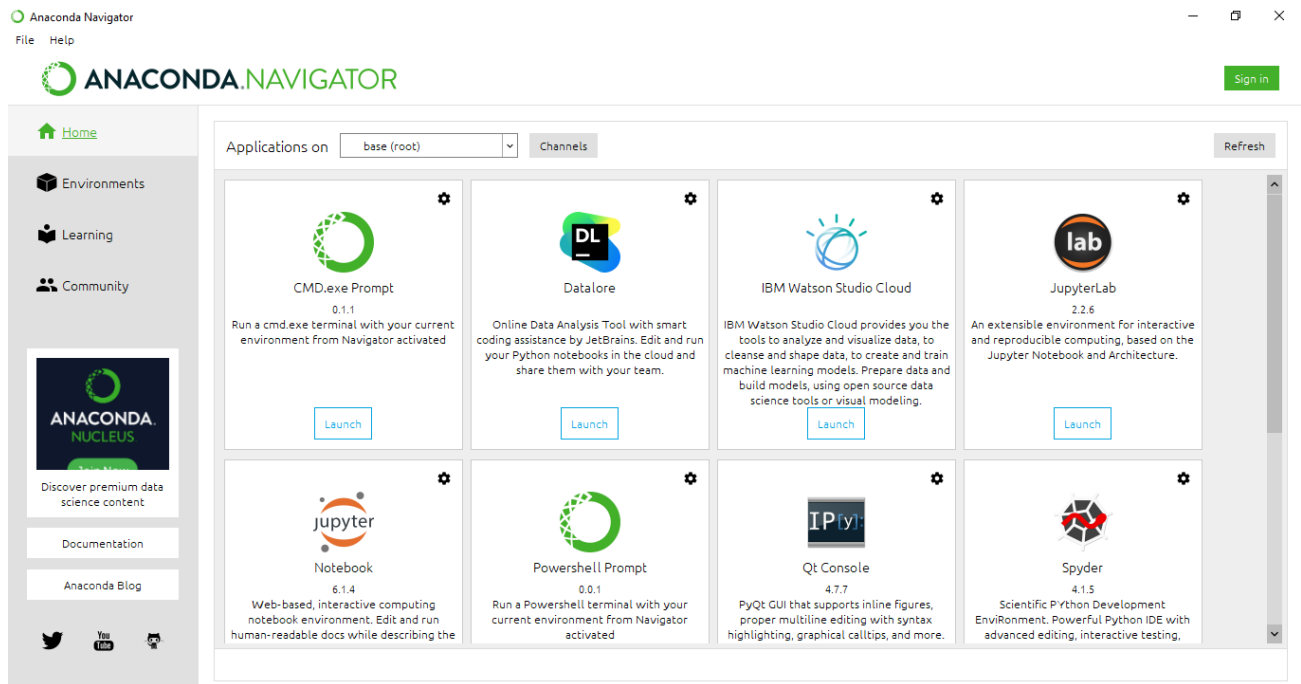 Anaconda Navigator
File Help
ANACONDA.NAVIGATOR
Sign in
Home
Environments
Learning
Community
ANACONDA.
NUCLEUS
Join Now
Discover premium data
science content
Documentation
Anaconda Blog
You
Tube
Applications on base (root) Channels Refresh
CMD.exe Prompt
0.1.1
Run a cmd.exe terminal with your current
environment from Navigator activated
Launch
DL
Datalore
Online Data Analysis Tool with smart
coding assistance by JetBrains. Edit and run
your Python notebooks in the cloud and
share them with your team.
Launch
IBM Watson Studio Cloud
IBM Watson Studio Cloud provides you the
tools to analyze and visualize data, to
cleanse and shape data, to create and train
machine learning models. Prepare data and
build models, using open source data
science tools or visual modeling.
Launch
lab
JupyterLab
2.2.6
An extensible environment for interactive
and reproducible computing, based on the
Jupyter Notebook and Architecture.
Launch
jupyter
Notebook
6.1.4
Web-based, interactive computing
notebook environment. Edit and run
human-readable docs while describing the
Powershell Prompt
0.0.1
Run a Powershell terminal with your
current environment from Navigator
activated
IP[y]:
Qt Console
4.7.7
PyQt GUI that supports inline figures,
proper multiline editing with syntax
highlighting, graphical calltips, and more.
Spyder
4.1.5
Scientific PYthon Development
EnviRonment. Powerful Python IDE with
advanced editing, interactive testing,